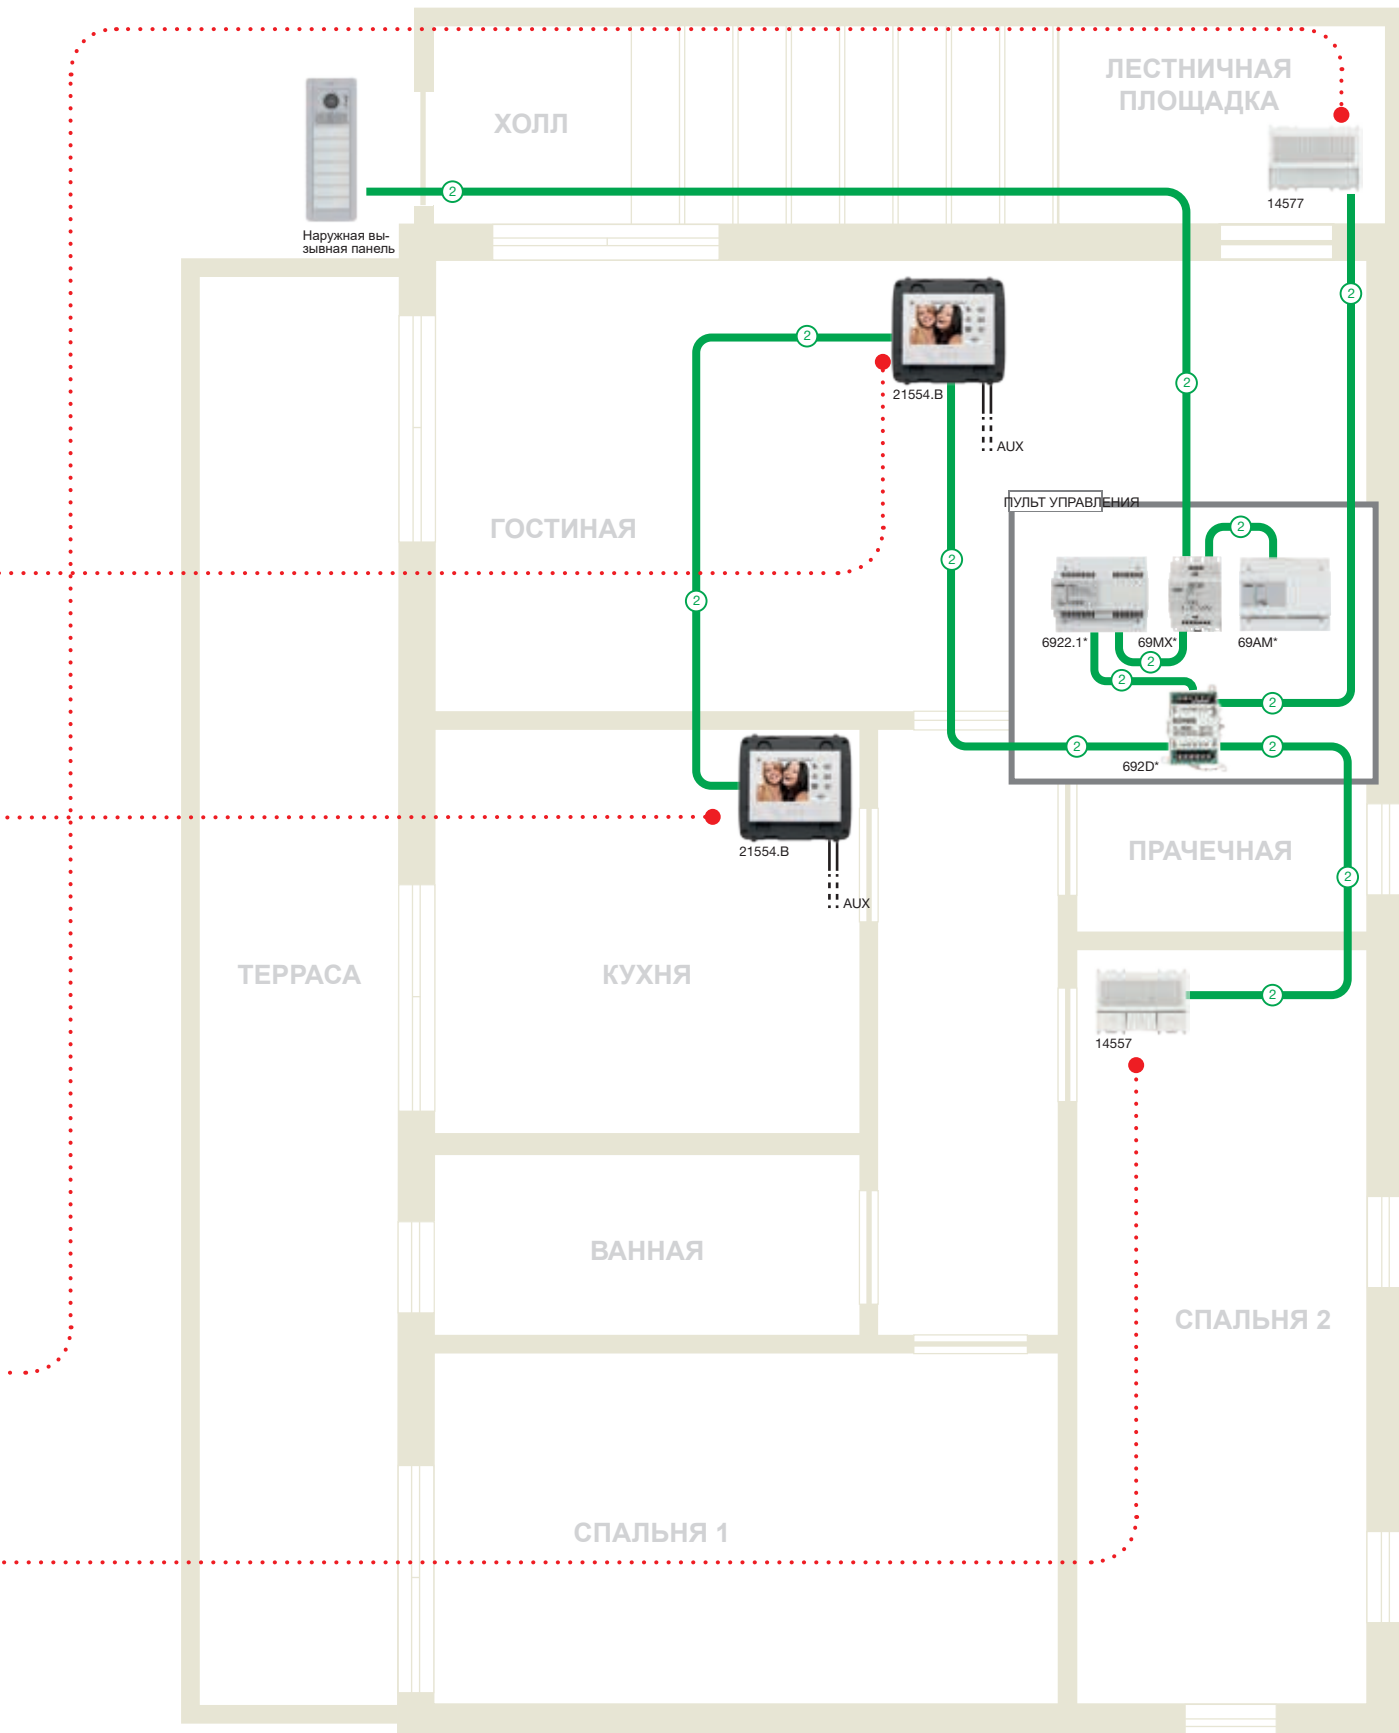 ЛЕСТНИЧНАЯ
ПЛОЩАДКА
ХОЛЛ
2
14577
Наружная вы-
зывная панель
2
2
2
21554.B
AUX
ПУЛЬТ УПРАВЛЕНИЯ
ГОСТИНАЯ
2
2
2
6922.1*
69MX*
69AM*
2
2
2
2
2
692D*
21554.B
ПРАЧЕЧНАЯ
2
AUX
ТЕРРАСА
КУХНЯ
2
14557
ВАННАЯ
СПАЛЬНЯ 2
СПАЛЬНЯ 1